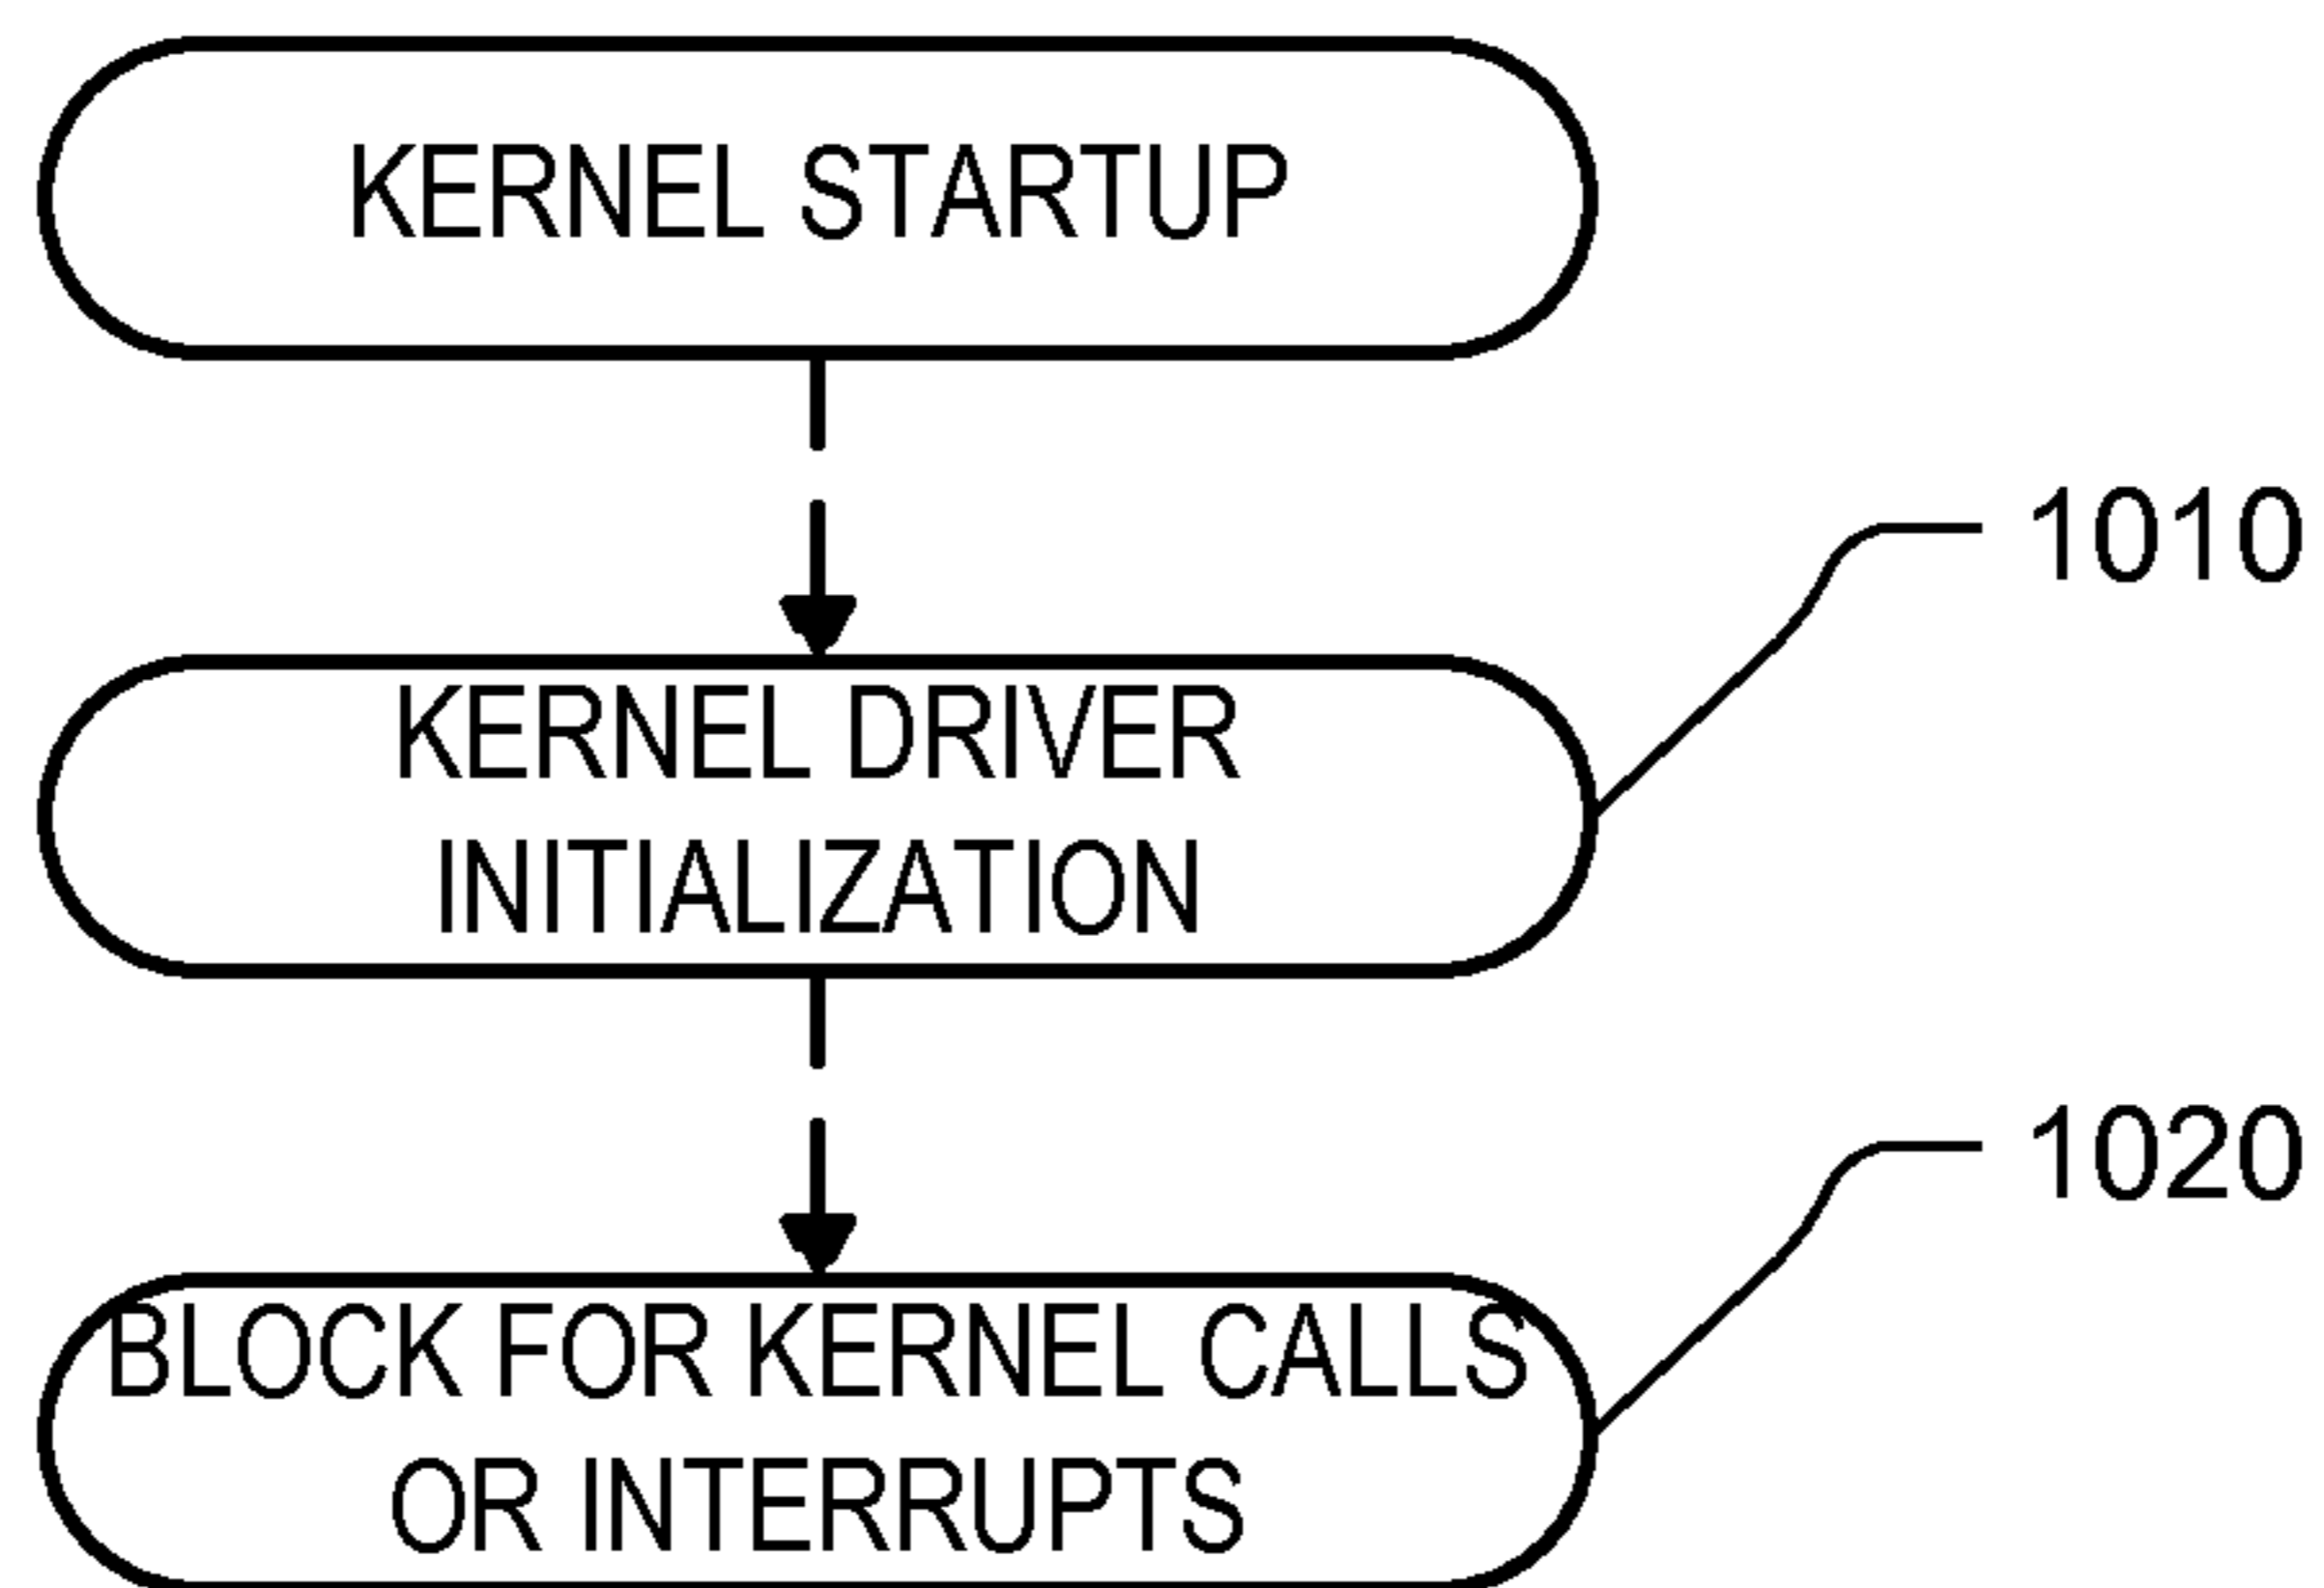 KERNEL STARTUP
1010
KERNEL DRIVER
INITIALIZATION
1020
BLOCK FOR KERNEL CALLS
OR INTERRUPTS